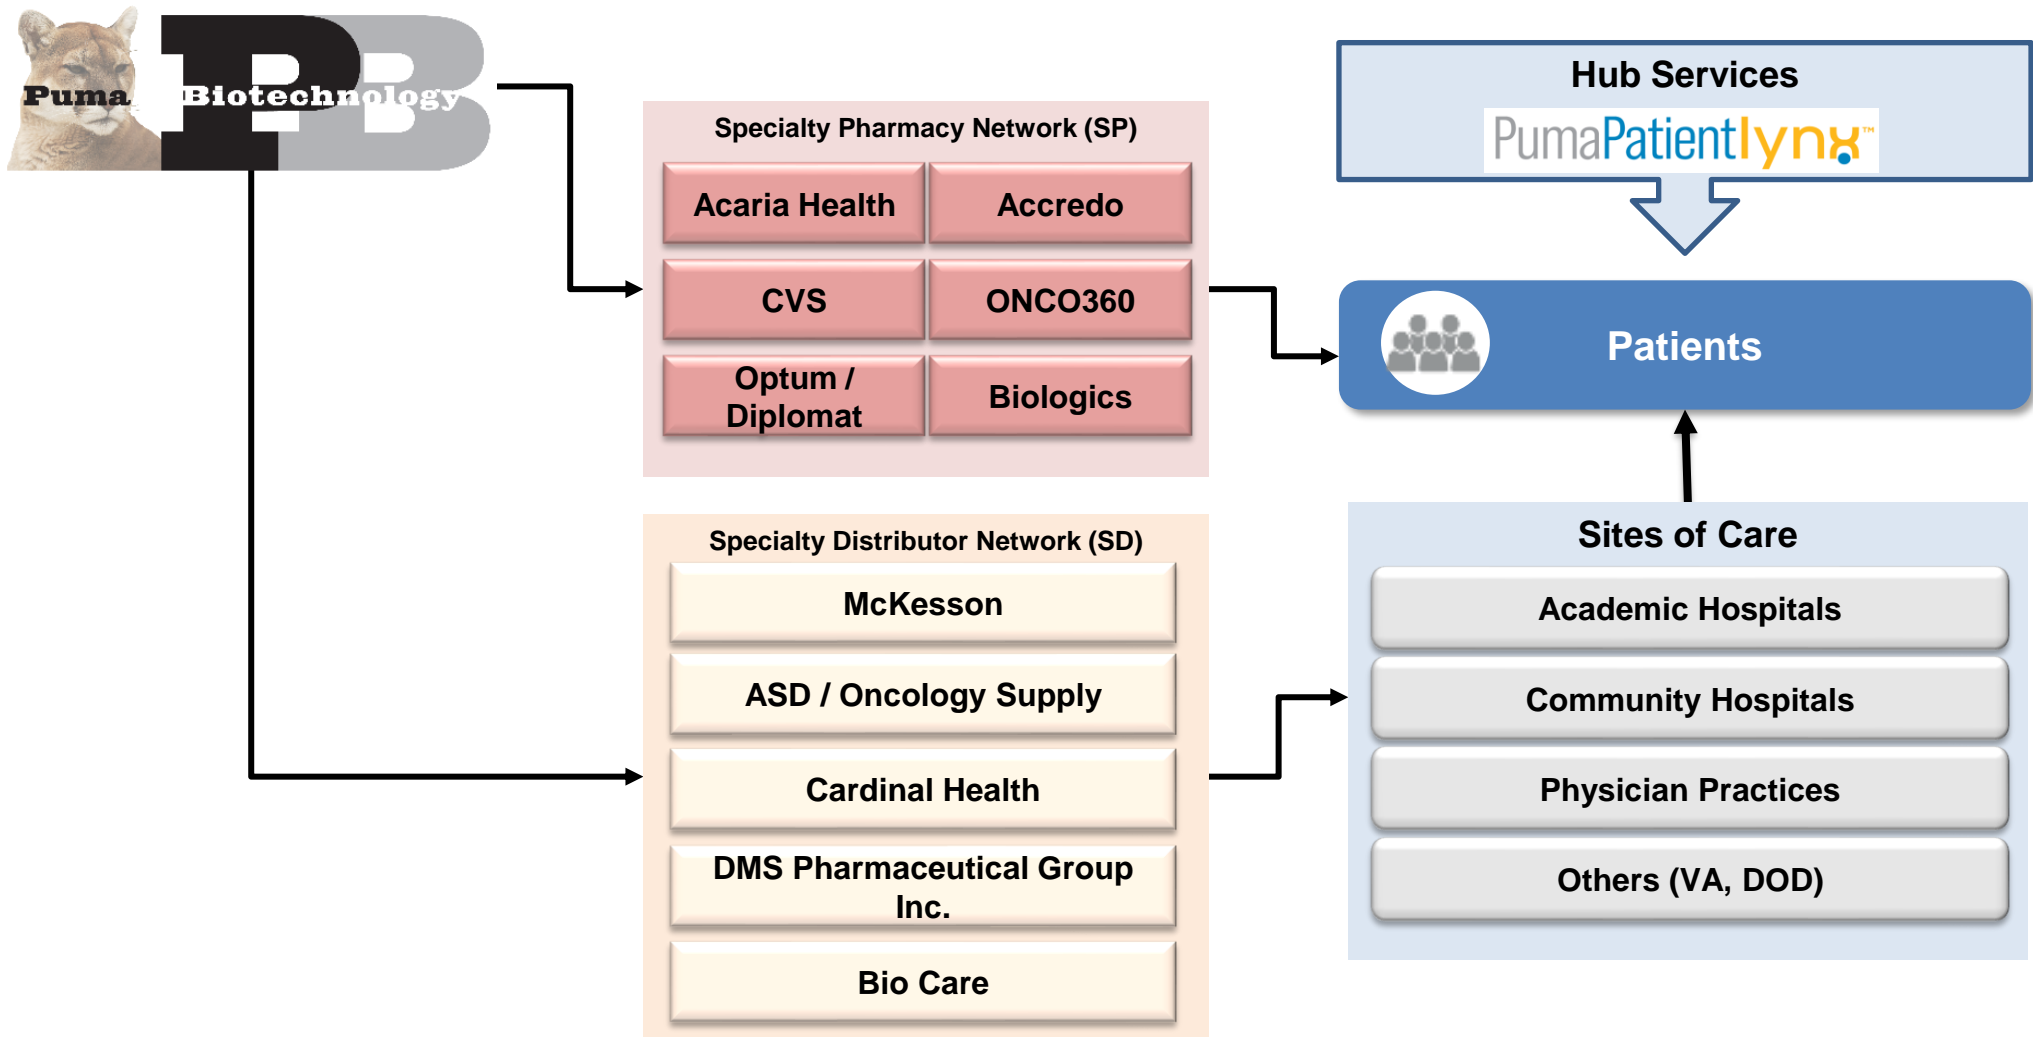 Puma Biotechnology
Specialty Pharmacy Network (SP)
Acaria Health
Accredo
CVS
ONCO360
Optum /
Diplomat
Biologics
Specialty Distributor Network (SD)
McKesson
ASD / Oncology Supply
Cardinal Health
DMS Pharmaceutical Group
Inc.
Bio Care
Hub Services
PumaPatientlynx™
Patients
Sites of Care
Academic Hospitals
Community Hospitals
Physician Practices
Others (VA, DOD)